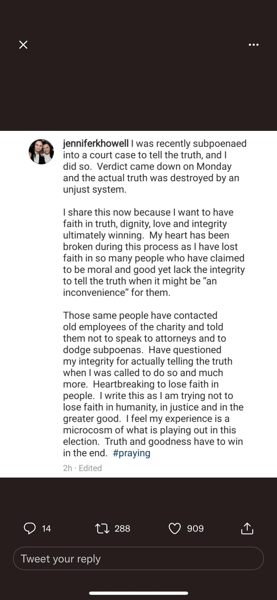 jenniferkhowell I was recently subpoenaed
into a court case to tell the truth, and I
did so.  Verdict came down on Monday
and the actual truth was destroyed by an
unjust system.
I share this now because I want to have
faith in truth, dignity, love and integrity
ultimately winning.  My heart has been
broken during this process as I have lost
faith in so many people who have claimed
to be moral and good yet lack the integrity
to tell the truth when it might be "an
inconvenience" for them.
Those same people have contacted
old employees of the charity and told
them not to speak to attorneys and to
dodge subpoenas.  Have questioned
my integrity for actually telling the truth
when I was called to do so and much
more.  Heartbreaking to lose faith in
people.  I write this as I am trying not to
lose faith in humanity, in justice and in the
greater good.  I feel my experience is a
microcosm of what is playing out in this
election.  Truth and goodness have to win
in the end.  #praying
2h · Edited
14 288 909
Tweet your reply